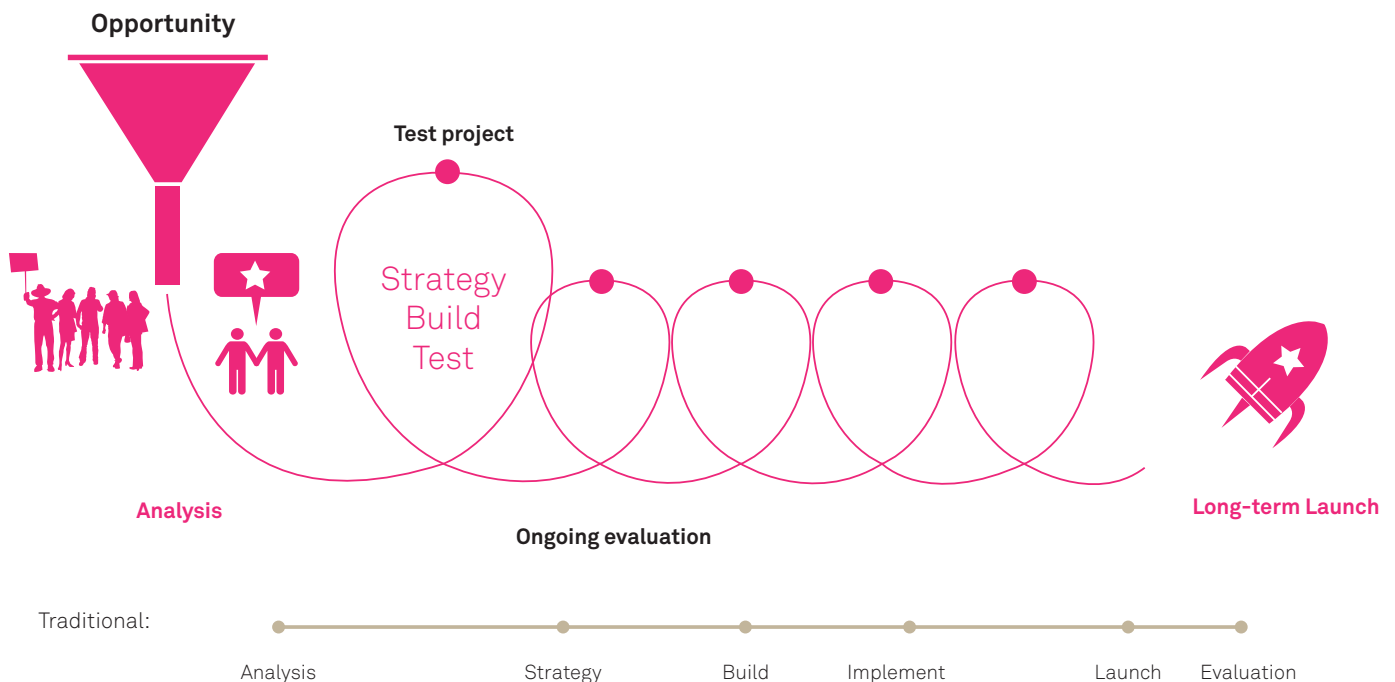 Opportunity
Test project
Strategy
Build
Test
Analysis
Long-term Launch
Ongoing evaluation
Traditional:
Analysis
Strategy
Build
Implement
Launch
Evaluation